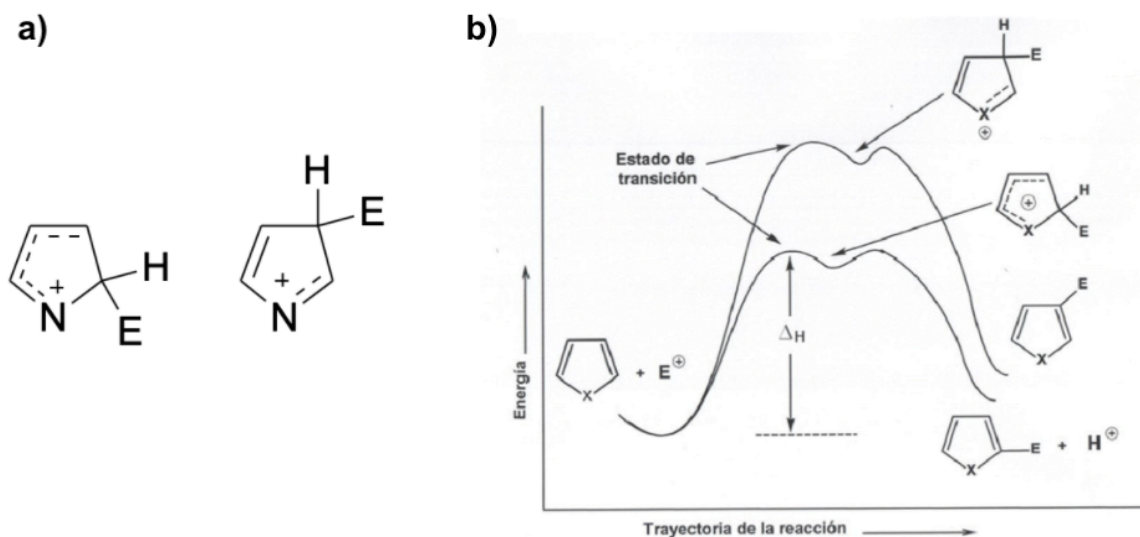 a)
N
+
E
H
H
E
N
+
b)
Energía
Trayectoria de la reacción
Estado de
transición
ΔH
X
+ E⊕
H
E
X
⊕
⊕
H
E
X
E
X
X
E + H⊕